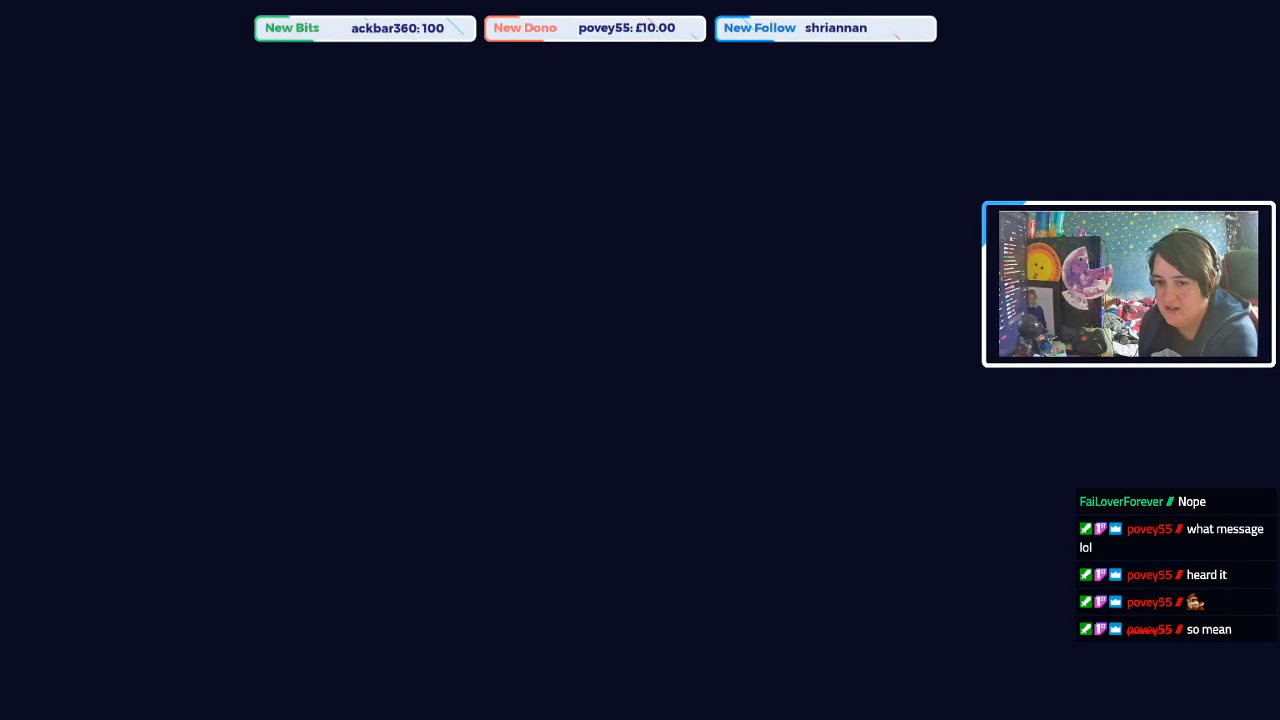 New Bits ackbar360: 100
New Dono povey55: £10.00
New Follow shriannan
FaiLoverForever /// Nope
povey55 /// what message
lol
povey55 /// heard it
povey55 ///
povey55 /// so mean